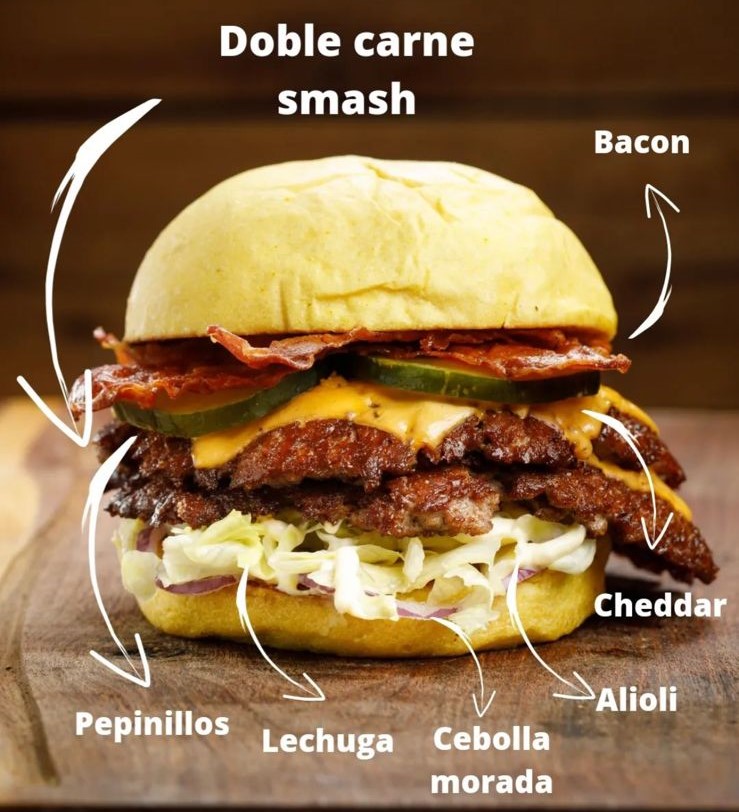 Doble carne
smash
Bacon
Cheddar
Alioli
Pepinillos
Lechuga
Cebolla
morada